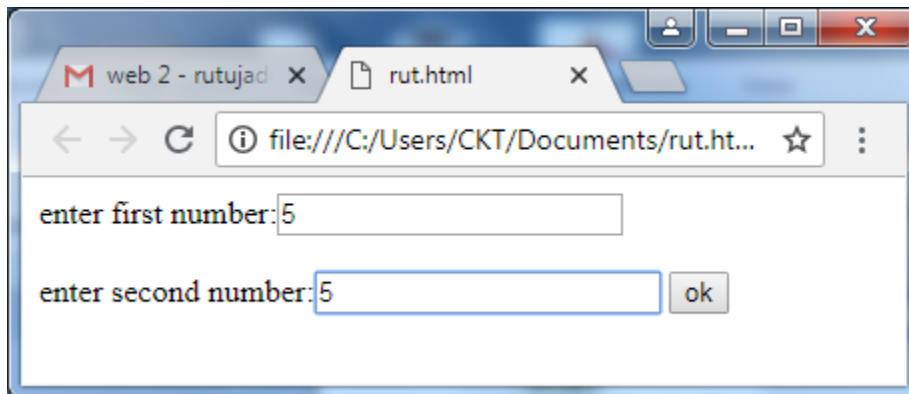 web 2 - rutujad
rut.html
file:///C:/Users/CKT/Documents/rut.ht...
enter first number:5
enter second number:5 ok